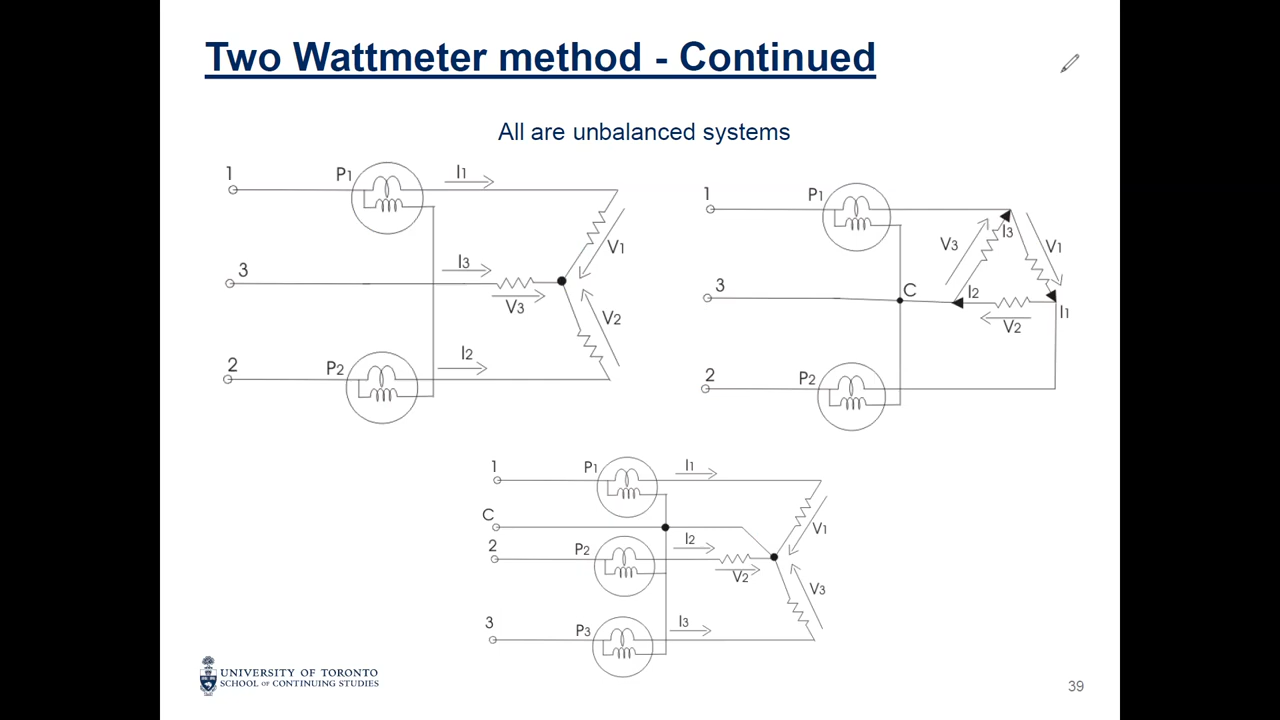 Two Wattmeter method - Continued
All are unbalanced systems
1
P1
I1
V1
3
I3
V3
V2
2
P2
I2
1
P1
V3
I3
V1
3
C
I2
V2
I1
2
P2
1
P1
I1
V1
C
2
P2
I2
V2
V3
3
P3
I3
UNIVERSITY OF TORONTO
SCHOOL OF CONTINUING STUDIES
39